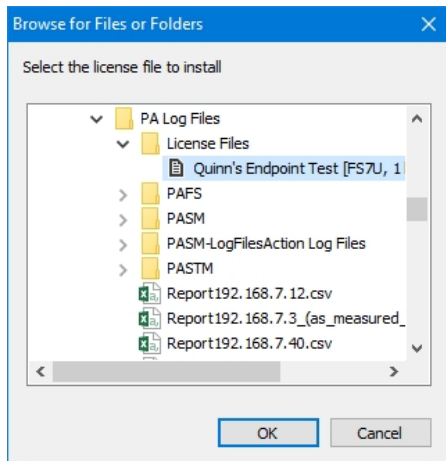 Browse for Files or Folders
Select the license file to install
PA Log Files
License Files
Quinn's Endpoint Test [FS7U, 1
PAFS
PASM
PASM-LogFilesAction Log Files
PASTM
Report192.168.7.12.csv
Report192.168.7.3_(as_measured_
Report192.168.7.40.csv
OK
Cancel